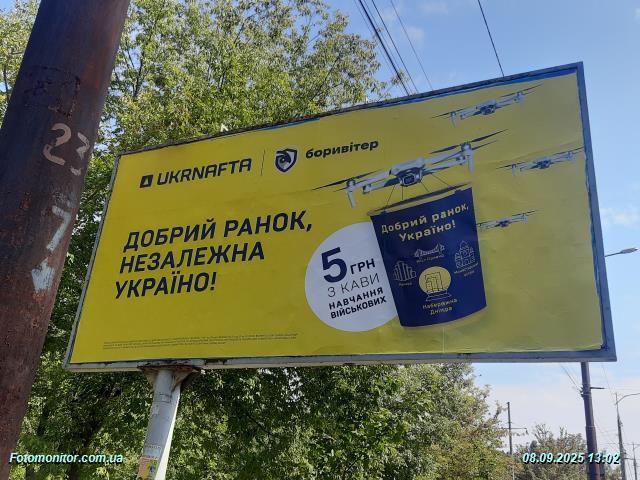 UKRNAFTA
боривітер
ДОБРИЙ РАНОК,
НЕЗАЛЕЖНА
УКРАЇНО!
5 ГРН
З КАВИ
НАВЧАННЯ
ВІЙСЬКОВИХ
Добрий ранок,
Україно!
Набережна
Дніпра
23
7
Fotomonitor.com.ua
08.09.2025 13:02